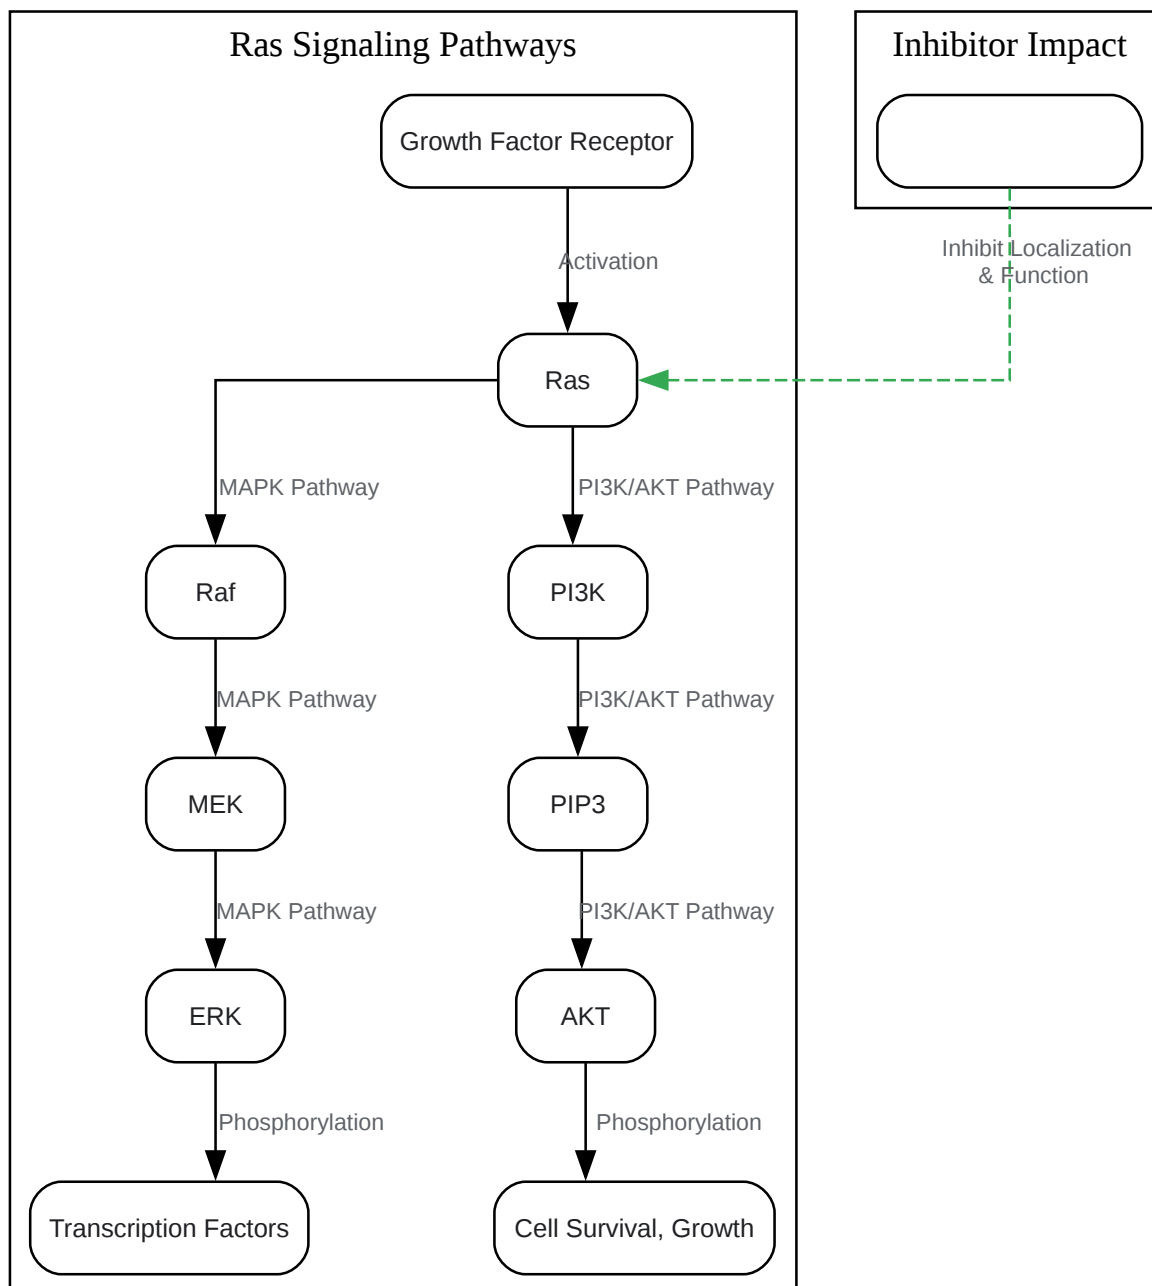 Ras Signaling Pathways
Inhibitor Impact
Growth Factor Receptor
Activation
Inhibit Localization
& Function
Ras
MAPK Pathway
PI3K/AKT Pathway
Raf
PI3K
MAPK Pathway
PI3K/AKT Pathway
MEK
PIP3
MAPK Pathway
PI3K/AKT Pathway
ERK
AKT
Phosphorylation
Phosphorylation
Transcription Factors
Cell Survival, Growth